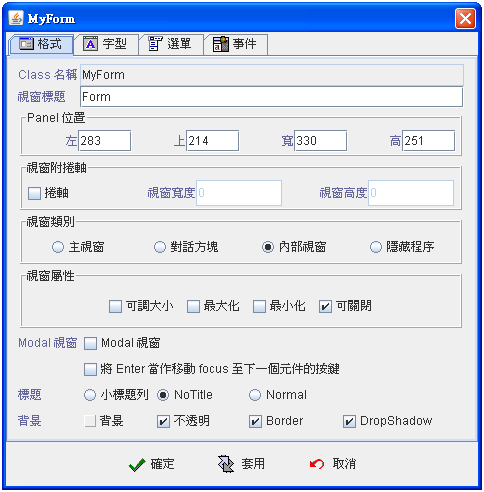 MyForm
格式 字型 選單 事件
Class 名稱 MyForm
視窗標題 Form
Panel 位置
左 283 上 214 寬 330 高 251
視窗附捲軸
捲軸 視窗寬度 0 視窗高度 0
視窗類別
主視窗 對話方塊 內部視窗 隱藏程序
視窗屬性
可調大小 最大化 最小化 可關閉
Modal 視窗 Modal 視窗
將 Enter 當作移動 focus 至下一個元件的按鍵
標題 小標題列 NoTitle Normal
背景 背景 不透明 Border DropShadow
確定 套用 取消